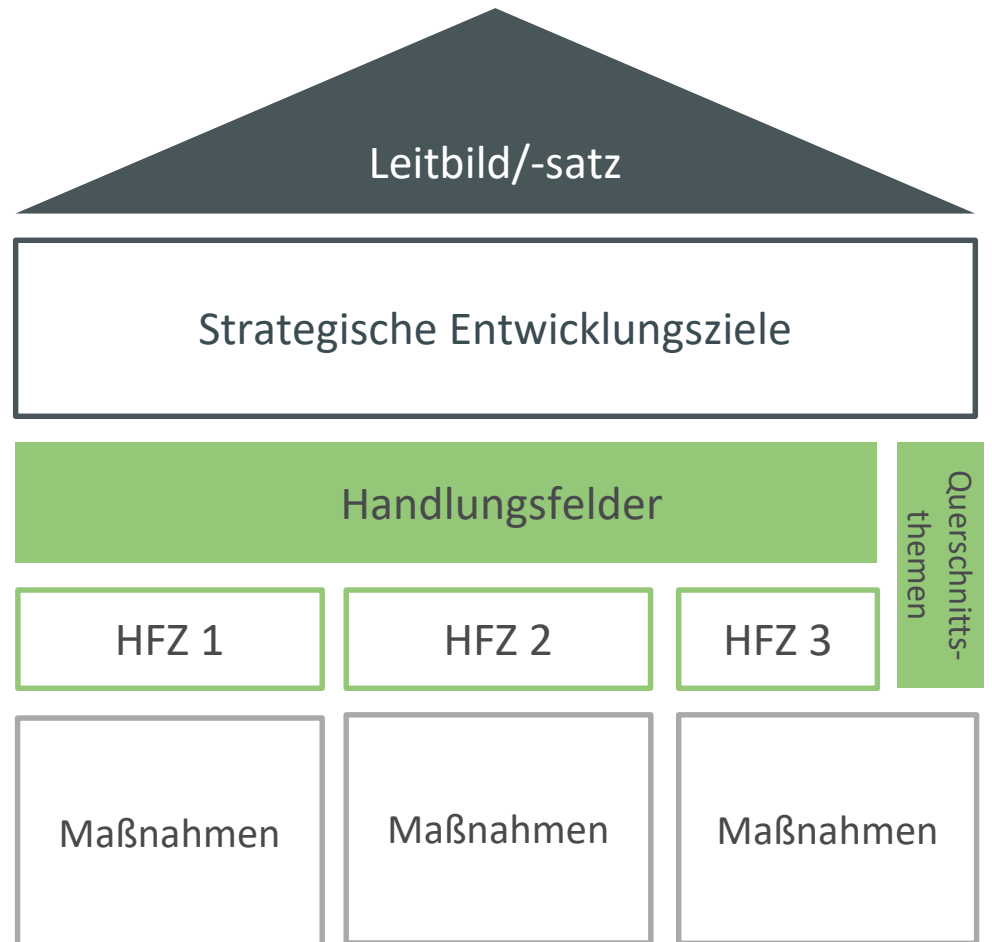 Leitbild/-satz
Strategische Entwicklungsziele
Handlungsfelder
Querschnitts-
themen
HFZ 1
HFZ 2
HFZ 3
Maßnahmen
Maßnahmen
Maßnahmen